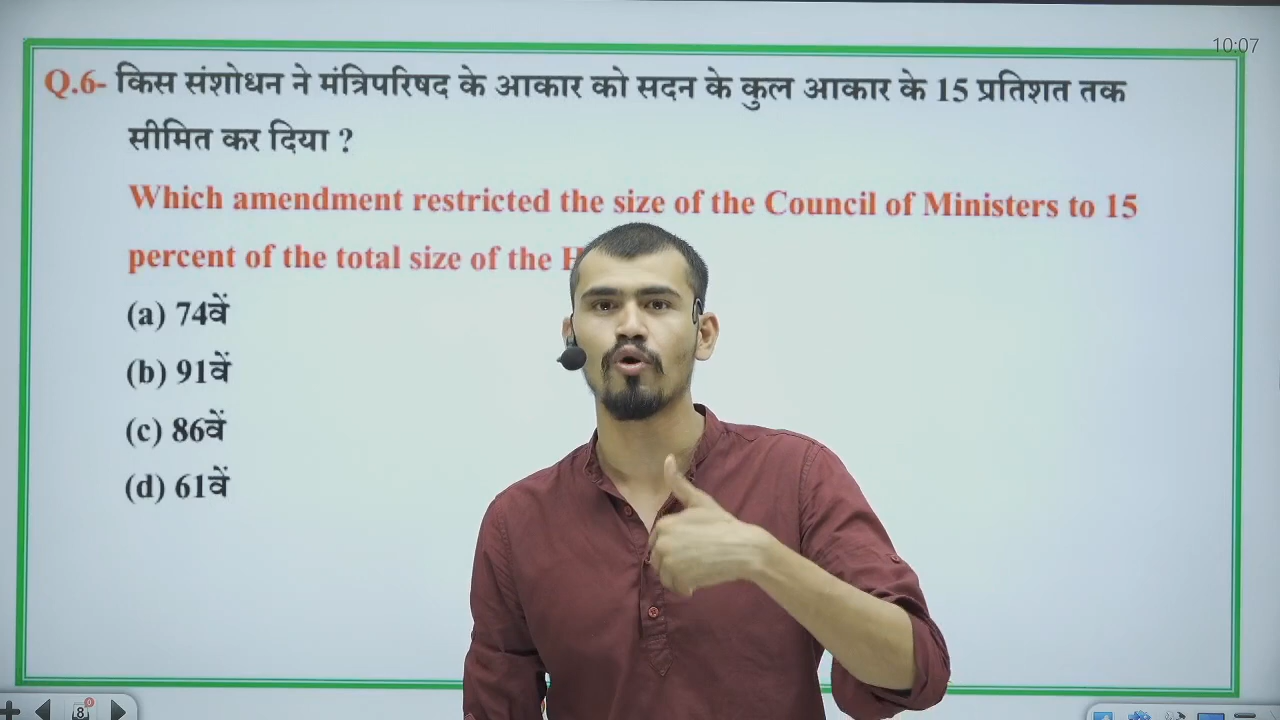 10:07
Q.6- किस संशोधन ने मंत्रिपरिषद के आकार को सदन के कुल आकार के 15 प्रतिशत तक
सीमित कर दिया ?
Which amendment restricted the size of the Council of Ministers to 15
percent of the total size of the
(a) 74वें
(b) 91वें
(c) 86वें
(d) 61वें
8